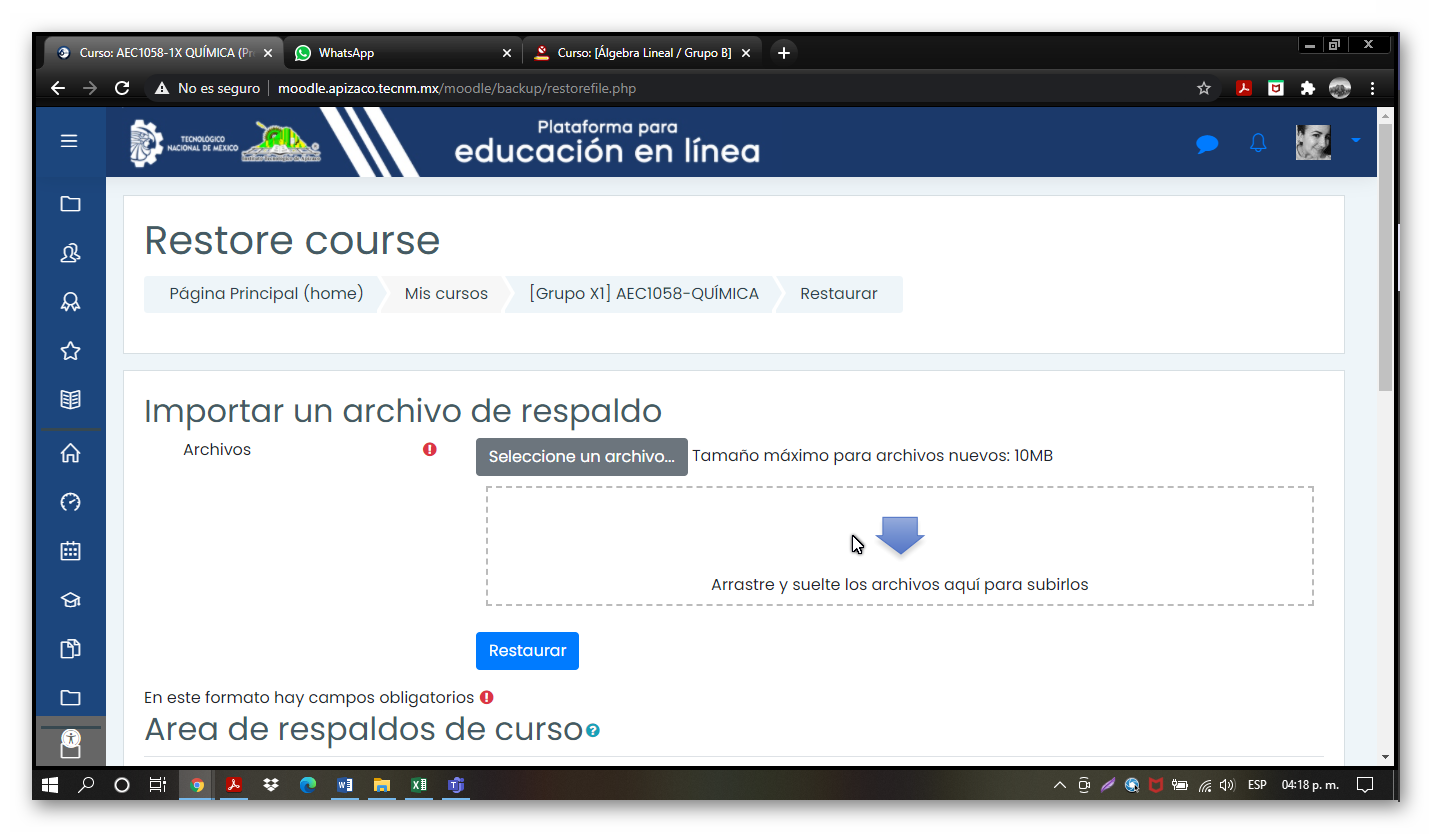 Curso: AEC1058-1X QUÍMICA (Pr
WhatsApp
Curso: [Álgebra Lineal / Grupo B]
No es seguro
moodle.apizaco.tecnm.mx/moodle/backup/restorefile.php
TECNOLÓGICO
NACIONAL DE MÉXICO
Plataforma para
educación en línea
Restore course
Página Principal (home)
Mis cursos
[Grupo X1] AEC1058-QUÍMICA
Restaurar
Importar un archivo de respaldo
Archivos
Seleccione un archivo...
Tamaño máximo para archivos nuevos: 10MB
Arrastre y suelte los archivos aquí para subirlos
Restaurar
En este formato hay campos obligatorios
Area de respaldos de curso
ESP
04:18 p. m.